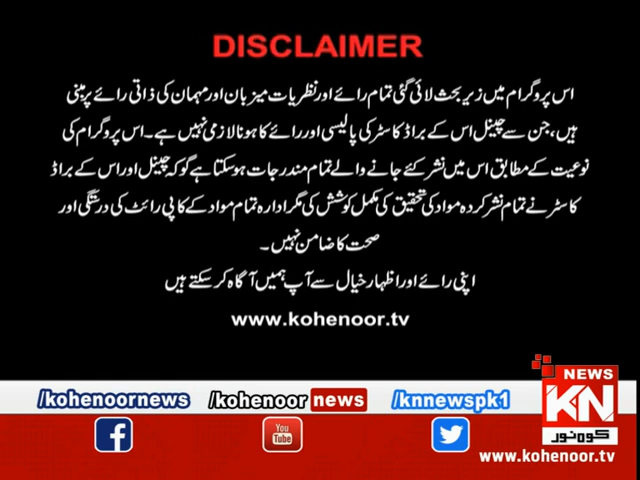 DISCLAIMER
اس پروگرام میں زیر بحث لائی گئی تمام رائے اور نظریات میزبان اور مہمان کی ذاتی رائے پر مبنی
ہیں، جن سے چینل اس کے براڈ کاسٹر کی پالیسی اور رائے کا ہونا لازمی نہیں ہے۔ اس پروگرام کی
نوعیت کے مطابق اس میں نشر کئے جانے والے تمام مندرجات ہو سکتا ہے گو کہ چینل اور اس کے براڈ
کاسٹر نے تمام نشر کردہ مواد کی تحقیق کی مکمل کوشش کی مگر ادارہ تمام مواد کے کاپی رائٹ کی درستگی اور
صحت کا ضامن نہیں۔
اپنی رائے اور اظہار خیال سے آپ ہمیں آگاہ کر سکتے ہیں
www.kohenoor.tv
/kohenoornews /kohenoor news /knnewspk1
f You Tube
NEWS
KN
کوہ نور
www.kohenoor.tv